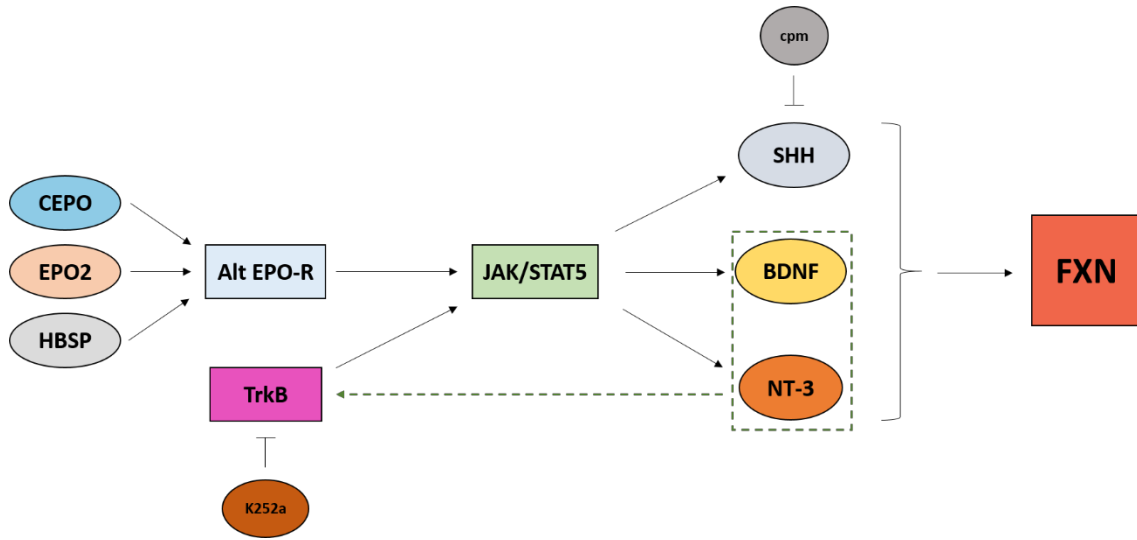 cpm
SHH
CEPO
EPO2
Alt EPO-R
JAK/STAT5
BDNF
FXN
HBSP
TrkB
NT-3
K252a